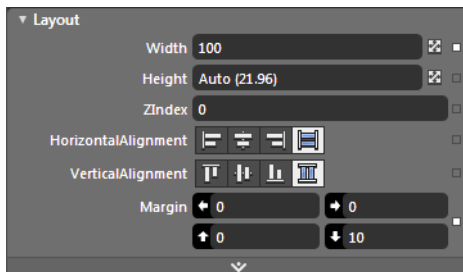 Layout
Width 100
Height Auto (21.96)
ZIndex 0
HorizontalAlignment
VerticalAlignment
Margin 0 0
0 10